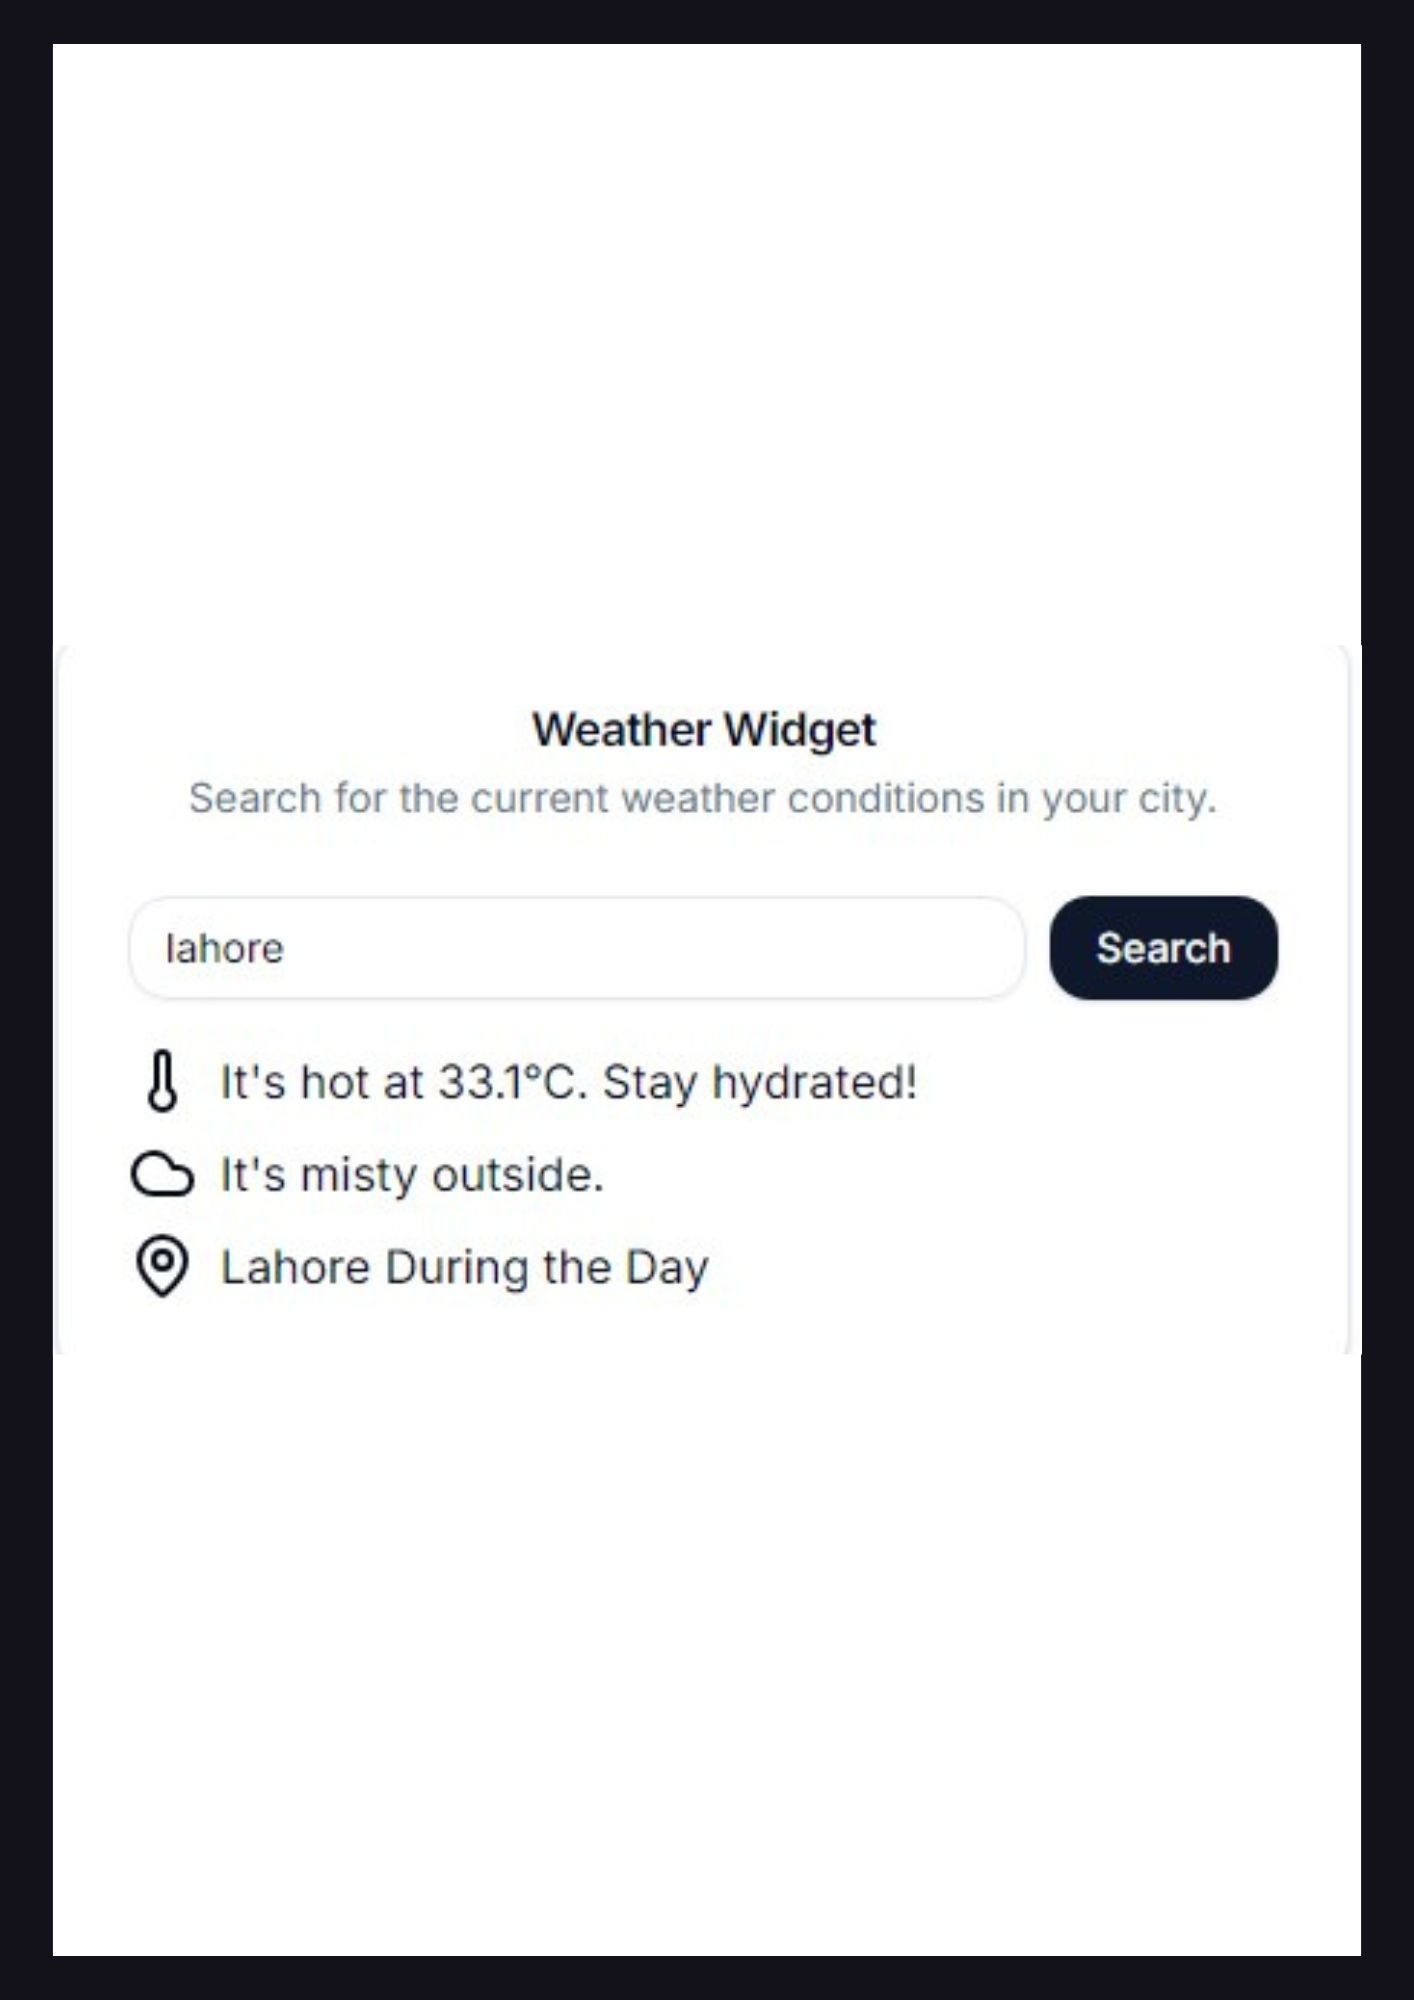 Weather Widget
Search for the current weather conditions in your city.
lahore
Search
It's hot at 33.1°C. Stay hydrated!
It's misty outside.
Lahore During the Day